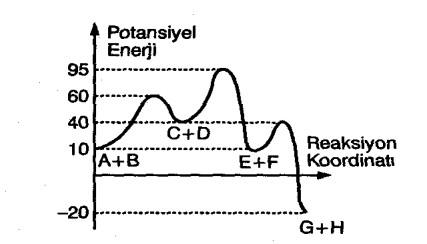 Potansiyel
Enerji
95
60
40
C+D
10
A+B
E+F
Reaksiyon
Koordinatı
-20
G+H